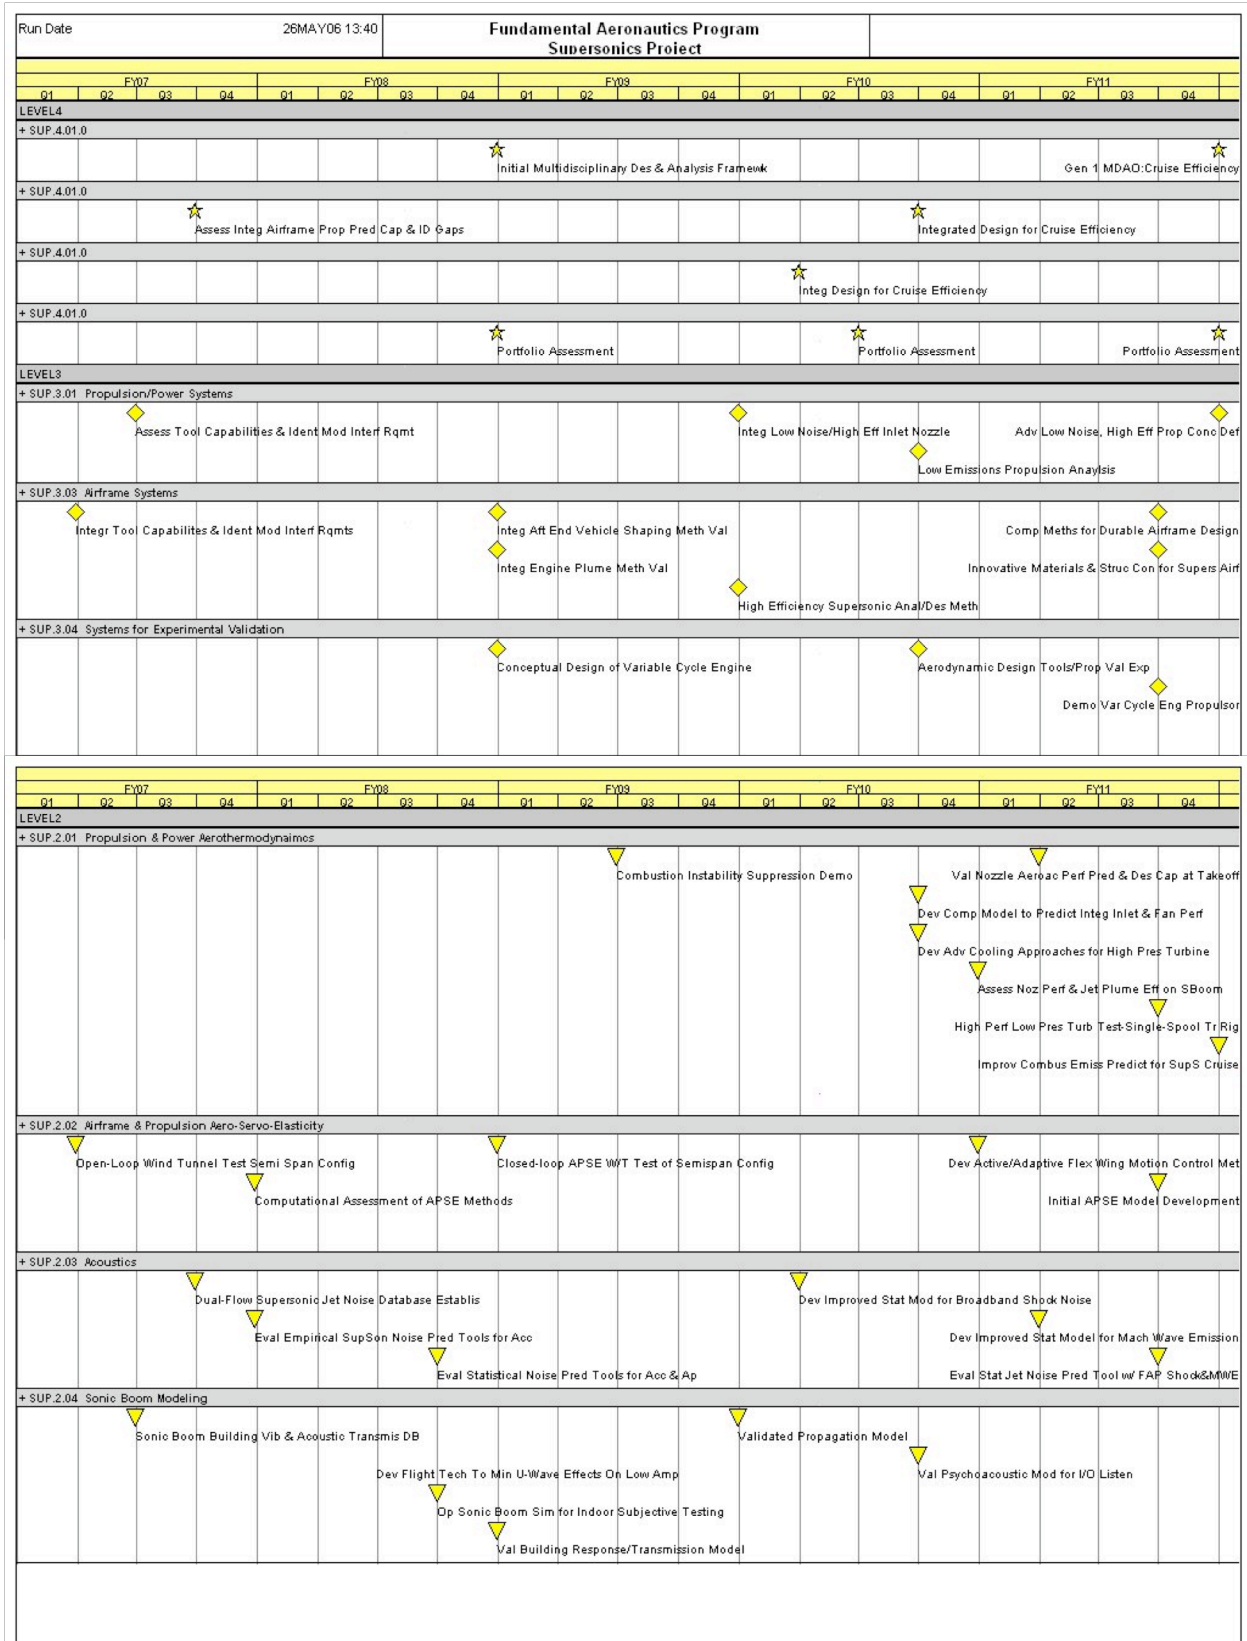 Run Date 26MAY06 13:40 Fundamental Aeronautics Program
Supersonics Project
FY07 FY08 FY09 FY10 FY11
Q1 Q2 Q3 Q4 Q1 Q2 Q3 Q4 Q1 Q2 Q3 Q4 Q1 Q2 Q3 Q4 Q1 Q2 Q3 Q4
LEVEL4
+ SUP.4.01.0
Initial Multidisciplinary Des & Analysis Framewk Gen 1 MDAO:Cruise Efficiency
+ SUP.4.01.0
Assess Integ Airframe Prop Pred Cap & ID Gaps Integrated Design for Cruise Efficiency
+ SUP.4.01.0
Integ Design for Cruise Efficiency
+ SUP.4.01.0
Portfolio Assessment Portfolio Assessment Portfolio Assessment
LEVEL3
+ SUP.3.01 Propulsion/Power Systems
Assess Tool Capabilities & Ident Mod Interf Rqmt Integ Low Noise/High Eff Inlet Nozzle Adv Low Noise, High Eff Prop Conc Def
Low Emissions Propulsion Anaylsis
+ SUP.3.03 Airframe Systems
Integr Tool Capabilites & Ident Mod Interf Rqmts Integ Aft End Vehicle Shaping Meth Val Comp Meths for Durable Airframe Design
Integ Engine Plume Meth Val Innovative Materials & Struc Con for Supers Airf
High Efficiency Supersonic Anal/Des Meth
+ SUP.3.04 Systems for Experimental Validation
Conceptual Design of Variable Cycle Engine Aerodynamic Design Tools/Prop Val Exp
Demo Var Cycle Eng Propulsor
FY07 FY08 FY09 FY10 FY11
Q1 Q2 Q3 Q4 Q1 Q2 Q3 Q4 Q1 Q2 Q3 Q4 Q1 Q2 Q3 Q4 Q1 Q2 Q3 Q4
LEVEL2
+ SUP.2.01 Propulsion & Power Aerothermodynaimcs
Combustion Instability Suppression Demo Val Nozzle Aeroac Perf Pred & Des Cap at Takeoff
Dev Comp Model to Predict Integ Inlet & Fan Perf
Dev Adv Cooling Approaches for High Pres Turbine
Assess Noz Perf & Jet Plume Eff on SBoom
High Perf Low Pres Turb Test-Single-Spool Tr Rig
Improv Combus Emiss Predict for SupS Cruise
+ SUP.2.02 Airframe & Propulsion Aero-Servo-Elasticity
Open-Loop Wind Tunnel Test Semi Span Config Closed-loop APSE W/T Test of Semispan Config Dev Active/Adaptive Flex Wing Motion Control Met
Computational Assessment of APSE Methods Initial APSE Model Development
+ SUP.2.03 Acoustics
Dual-Flow Supersonic Jet Noise Database Establis Dev Improved Stat Mod for Broadband Shock Noise
Eval Empirical SupSon Noise Pred Tools for Acc Dev Improved Stat Model for Mach Wave Emission
Eval Statistical Noise Pred Tools for Acc & Ap Eval Stat Jet Noise Pred Tool w/ FAP Shock&MWE
+ SUP.2.04 Sonic Boom Modeling
Sonic Boom Building Vib & Acoustic Transmis DB Validated Propagation Model
Dev Flight Tech To Min U-Wave Effects On Low Amp Val Psychoacoustic Mod for I/O Listen
Op Sonic Boom Sim for Indoor Subjective Testing
Val Building Response/Transmission Model